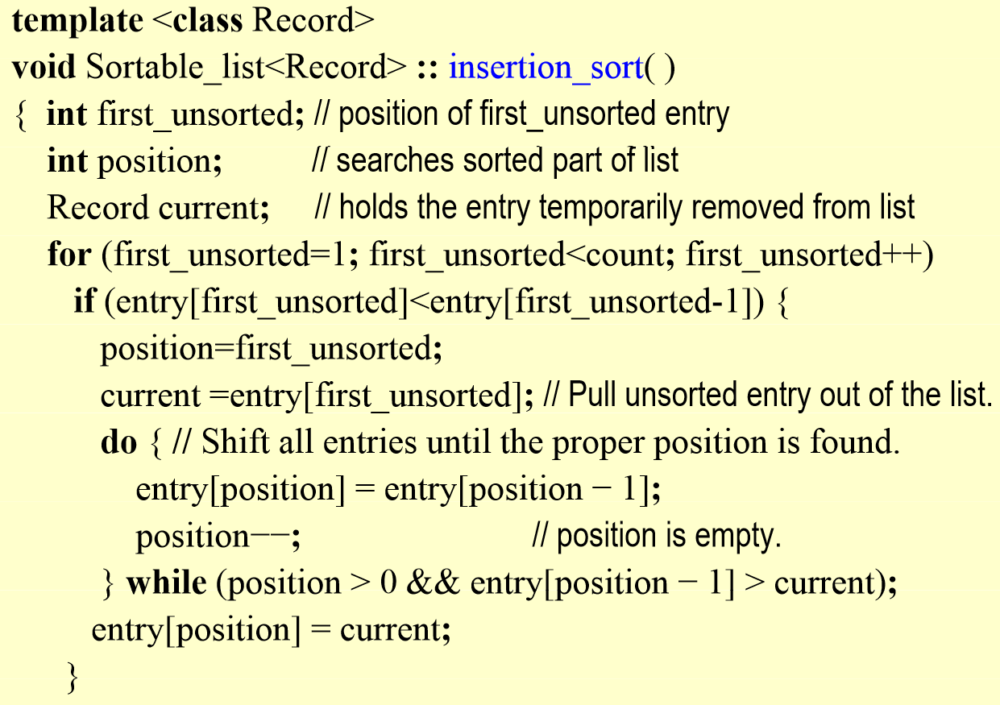 template <class Record>
void Sortable_list<Record> :: insertion_sort( )
{ int first_unsorted; // position of first_unsorted entry
int position; // searches sorted part of list
Record current; // holds the entry temporarily removed from list
for (first_unsorted=1; first_unsorted<count; first_unsorted++)
if (entry[first_unsorted]<entry[first_unsorted-1]) {
position=first_unsorted;
current =entry[first_unsorted]; // Pull unsorted entry out of the list.
do { // Shift all entries until the proper position is found.
entry[position] = entry[position − 1];
position−−; // position is empty.
} while (position > 0 && entry[position − 1] > current);
entry[position] = current;
}